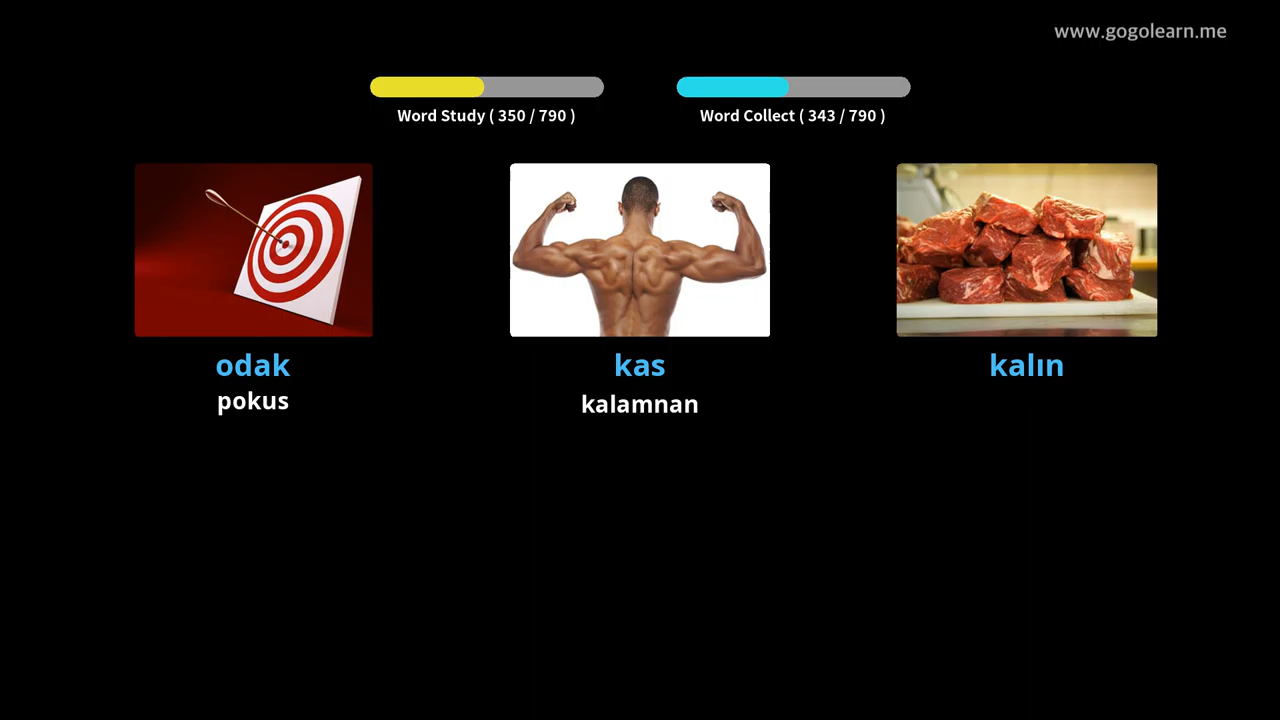 www.gogolearn.me
Word Study ( 350 / 790 )
Word Collect ( 343 / 790 )
odak
kas
kalın
pokus
kalamnan